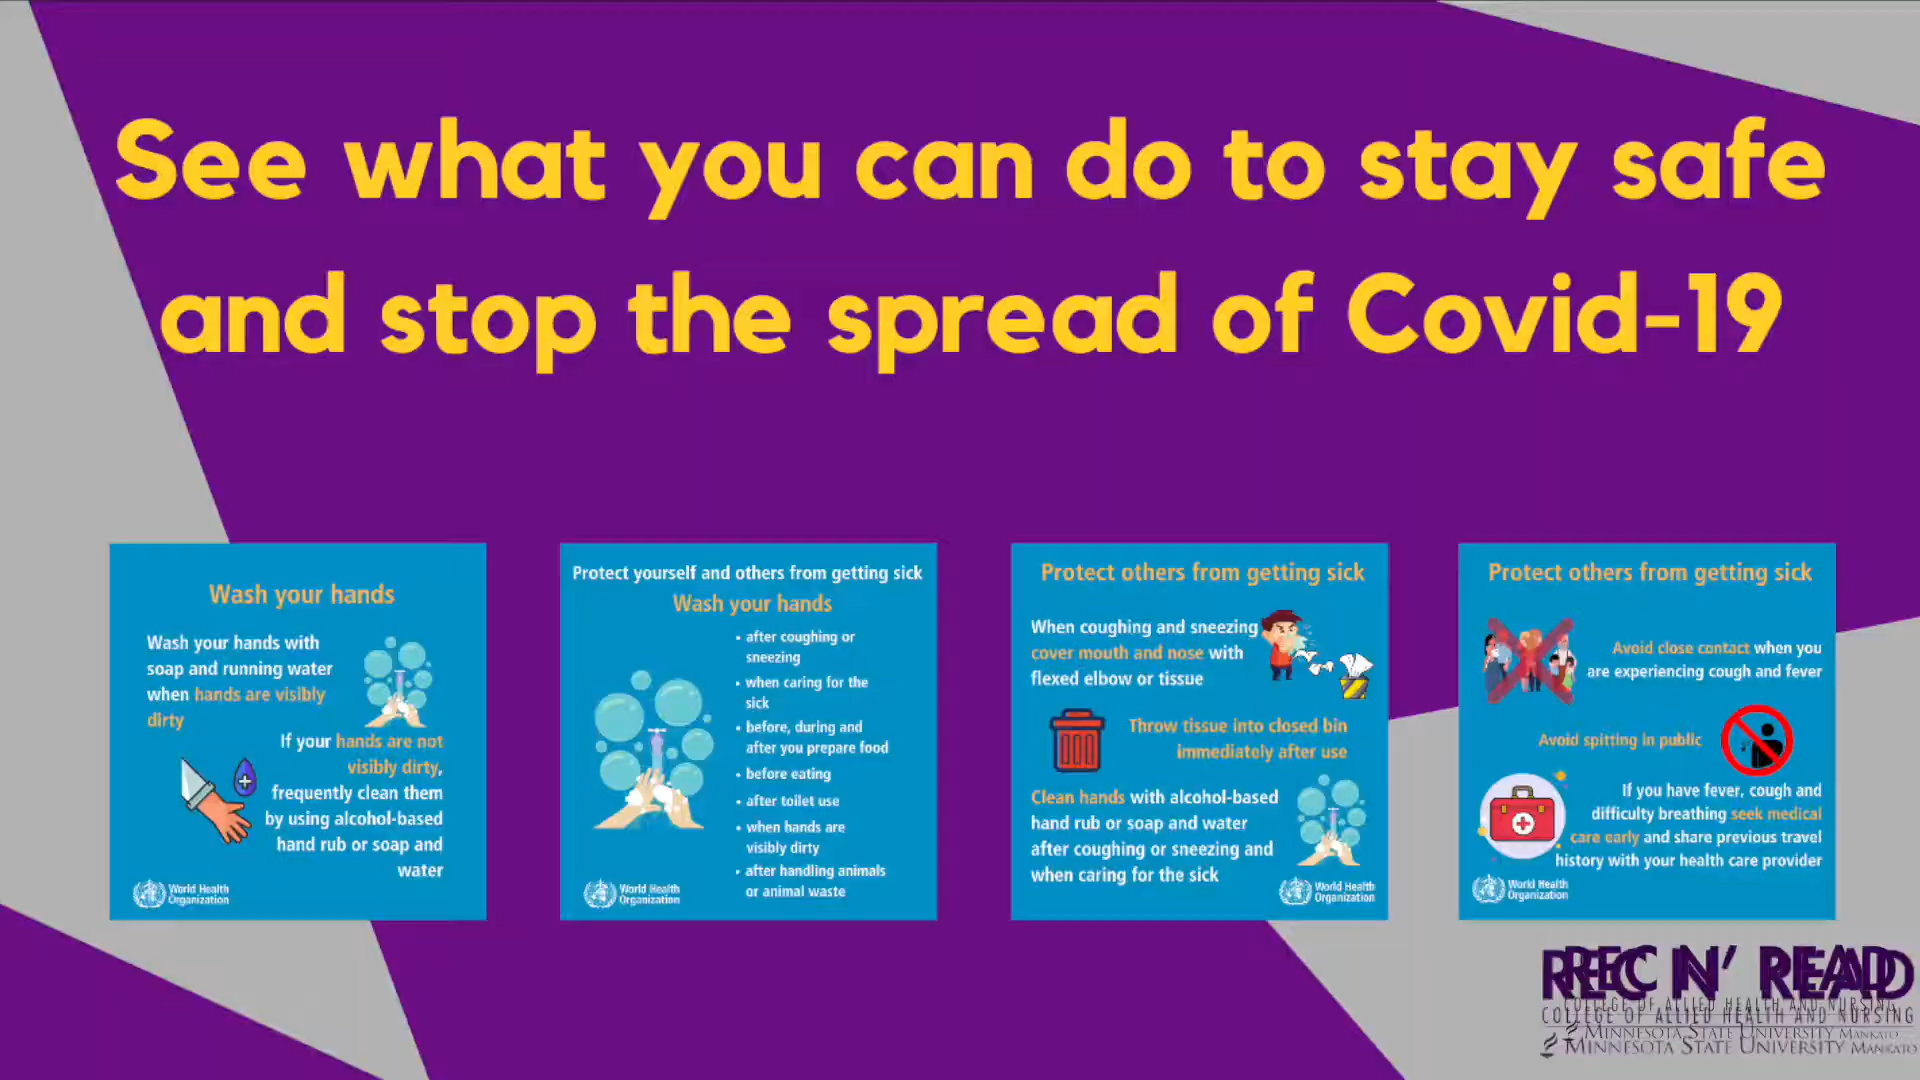 See what you can do to stay safe
and stop the spread of Covid-19
Wash your hands
Wash your hands with
soap and running water
when hands are visibly
dirty
If your hands are not
visibly dirty,
frequently clean them
by using alcohol-based
hand rub or soap and
water
World Health
Organization
Protect yourself and others from getting sick
Wash your hands
• after coughing or
sneezing
• when caring for the
sick
• before, during and
after you prepare food
• before eating
• after toilet use
• when hands are
visibly dirty
• after handling animals
or animal waste
World Health
Organization
Protect others from getting sick
When coughing and sneezing
cover mouth and nose with
flexed elbow or tissue
Throw tissue into closed bin
immediately after use
Clean hands with alcohol-based
hand rub or soap and water
after coughing or sneezing and
when caring for the sick
World Health
Organization
Protect others from getting sick
Avoid close contact when you
are experiencing cough and fever
Avoid spitting in public
If you have fever, cough and
difficulty breathing seek medical
care early and share previous travel
history with your health care provider
World Health
Organization
REC N' READ
COLLEGE OF ALLIED HEALTH AND NURSING
MINNESOTA STATE UNIVERSITY MANKATO